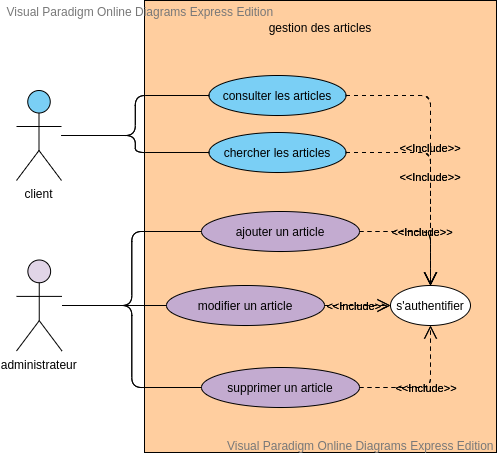 Visual Paradigm Online Diagrams Express Edition
gestion des articles
consulter les articles
chercher les articles
<<Include>>
<<Include>>
client
ajouter un article
<<Include>>
modifier un article
<<Include>>
s'authentifier
administrateur
supprimer un article
<<Include>>
Visual Paradigm Online Diagrams Express Edition